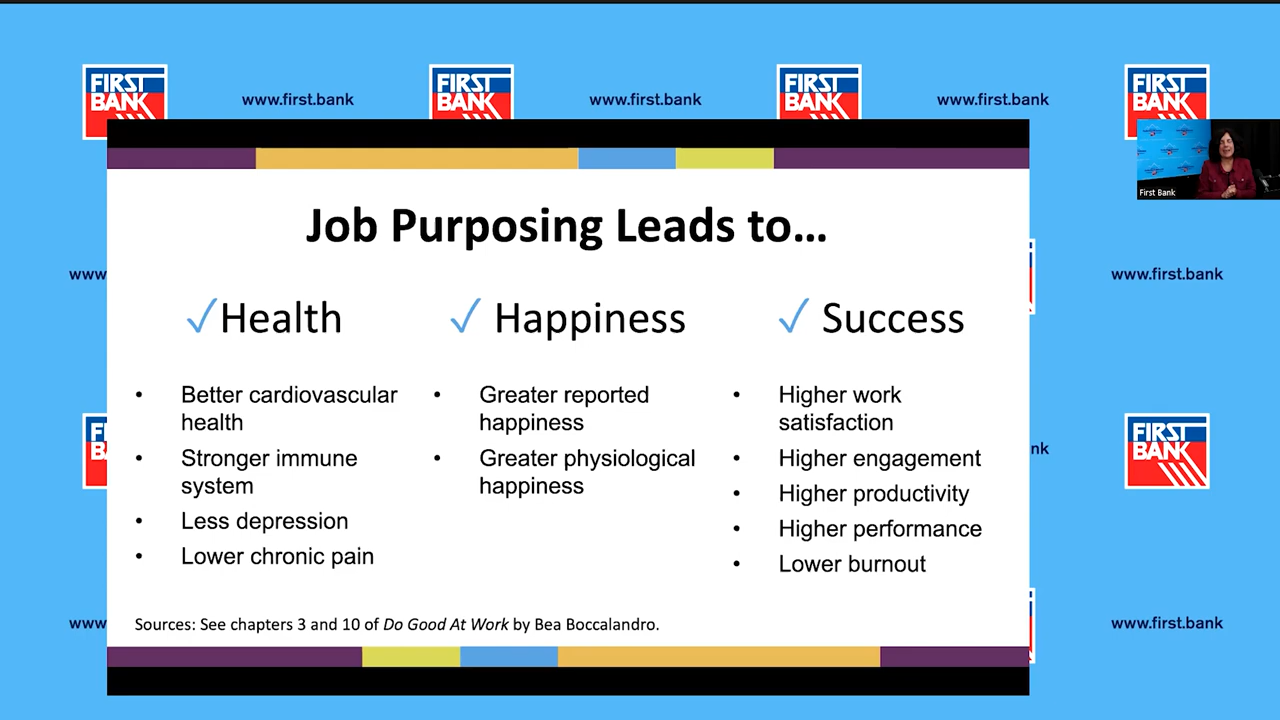 FIRST
BANK
www.first.bank
FIRST
BANK
www.first.bank
FIRST
BANK
www.first.bank
FIRST
BANK
First Bank
Job Purposing Leads to…
www.
www.first.bank
✓Health
✓ Happiness
✓ Success
• Better cardiovascular
health
• Stronger immune
system
• Less depression
• Lower chronic pain
• Greater reported
happiness
• Greater physiological
happiness
• Higher work
satisfaction
• Higher engagement
• Higher productivity
• Higher performance
• Lower burnout
F
B
nk
FIRST
BANK
Sources: See chapters 3 and 10 of Do Good At Work by Bea Boccalandro.
www.
www.first.bank